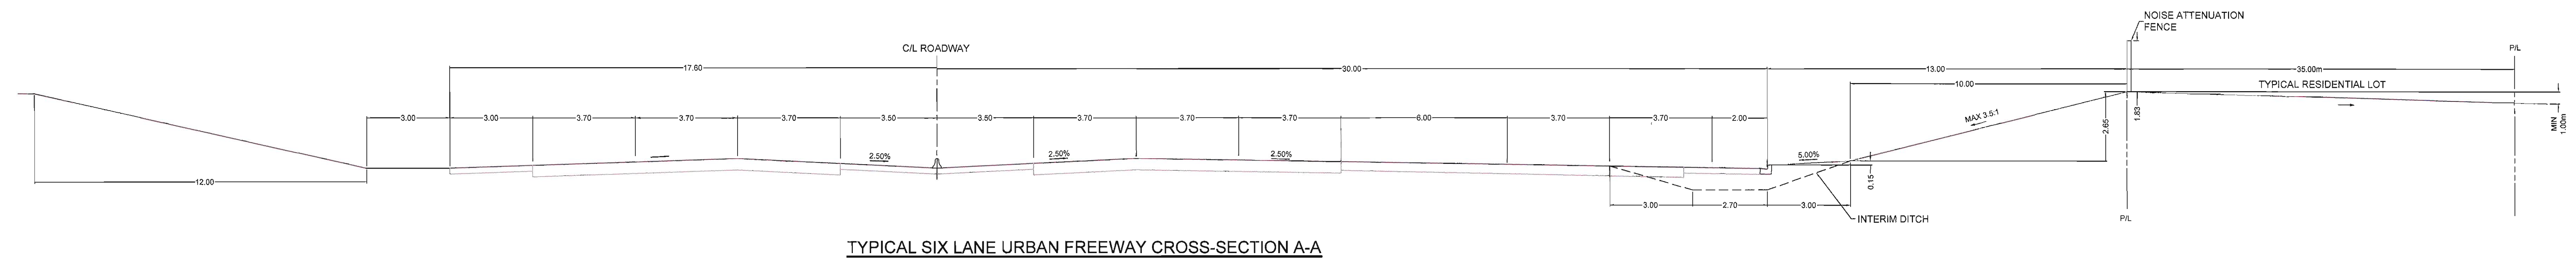 NOISE ATTENUATION
FENCE
C/L ROADWAY
P/L
17.60
30.00
13.00
35.00m
10.00
TYPICAL RESIDENTIAL LOT
3.00
3.00
3.70
3.70
3.70
3.50
3.50
3.70
3.70
3.70
6.00
3.70
3.70
2.00
MAX 3.5:1
2.65
1.83
MIN
1.00m
2.50%
2.50%
2.50%
5.00%
12.00
0.15
3.00
2.70
3.00
INTERIM DITCH
P/L
TYPICAL SIX LANE URBAN FREEWAY CROSS-SECTION A-A